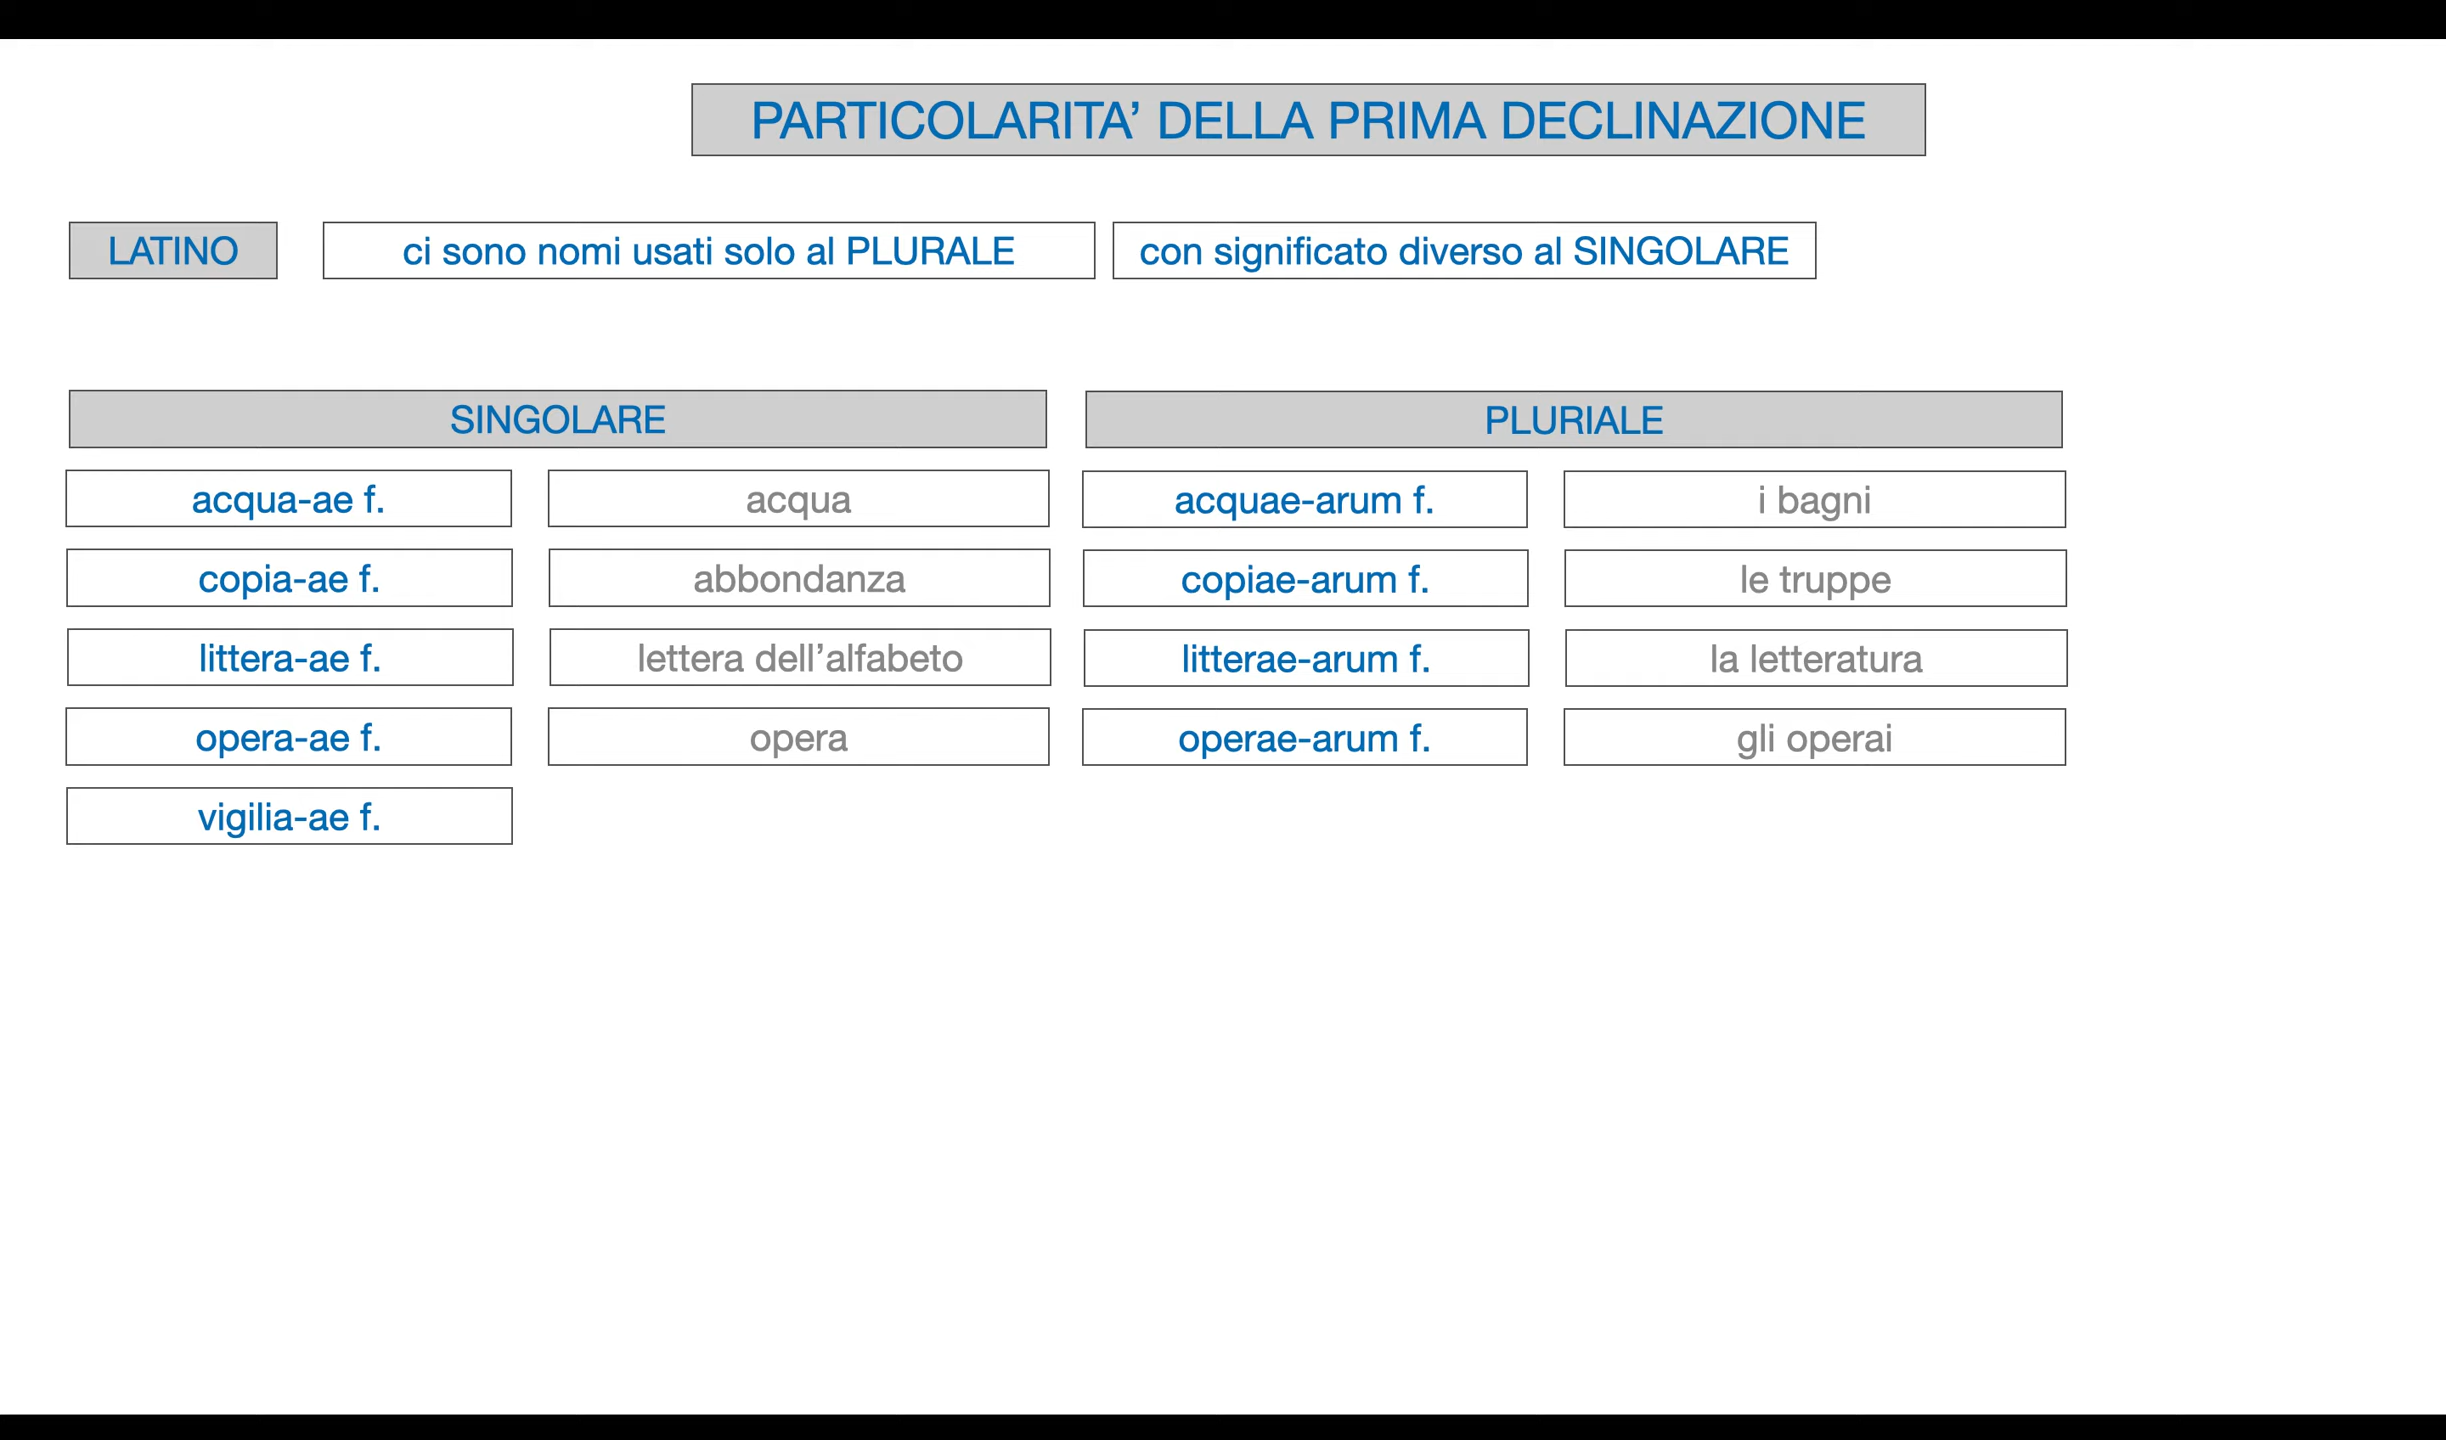 PARTICOLARITA’ DELLA PRIMA DECLINAZIONE
LATINO ci sono nomi usati solo al PLURALE con significato diverso al SINGOLARE
SINGOLARE PLURIALE
acqua-ae f. acqua acquae-arum f. i bagni
copia-ae f. abbondanza copiae-arum f. le truppe
littera-ae f. lettera dell’alfabeto litterae-arum f. la letteratura
opera-ae f. opera operae-arum f. gli operai
vigilia-ae f.